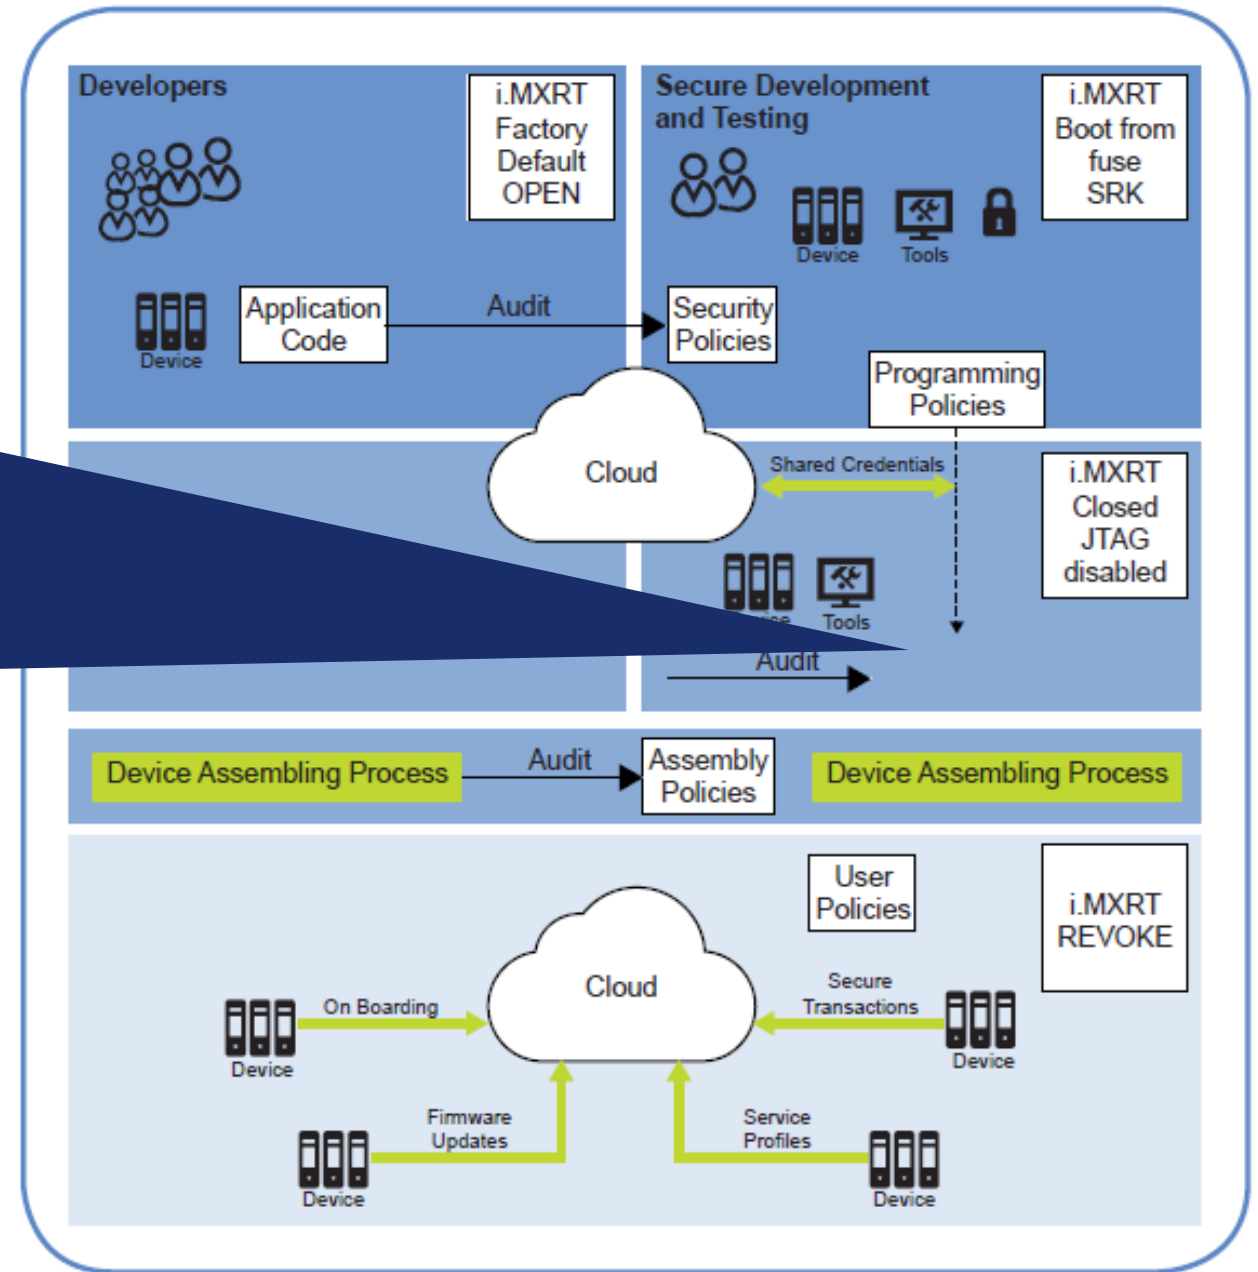 Developers
i.MXRT
Factory
Default
OPEN
Device
Application
Code
Audit
Secure Development
and Testing
i.MXRT
Boot from
fuse
SRK
Device
Tools
Security
Policies
Programming
Policies
Cloud
Shared Credentials
i.MXRT
Closed
JTAG
disabled
Tools
Audit
Device Assembling Process
Audit
Assembly
Policies
Device Assembling Process
User
Policies
i.MXRT
REVOKE
Cloud
On Boarding
Device
Secure
Transactions
Device
Firmware
Updates
Device
Service
Profiles
Device